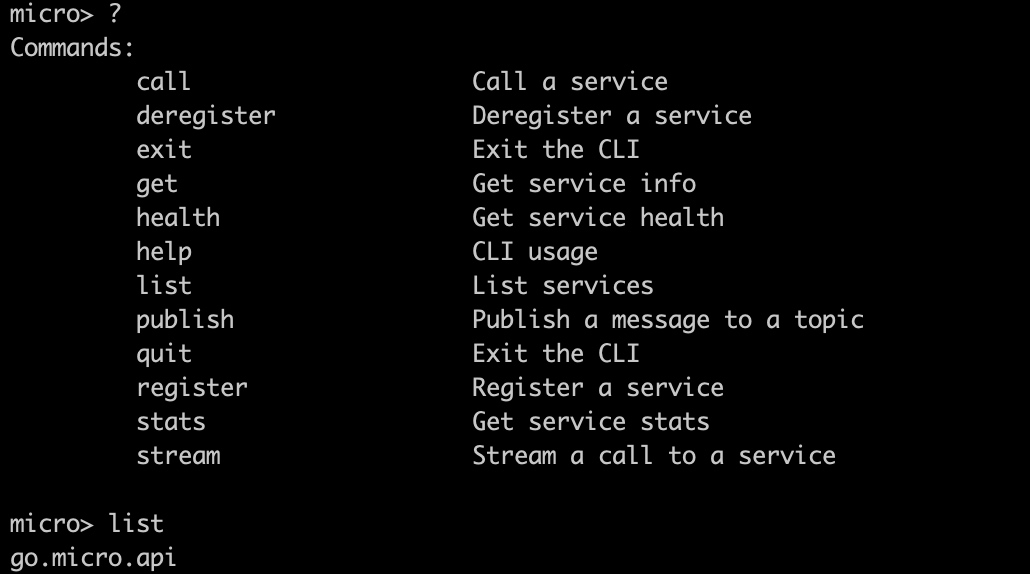 micro> ?
Commands:
call Call a service
deregister Deregister a service
exit Exit the CLI
get Get service info
health Get service health
help CLI usage
list List services
publish Publish a message to a topic
quit Exit the CLI
register Register a service
stats Get service stats
stream Stream a call to a service
micro> list
go.micro.api